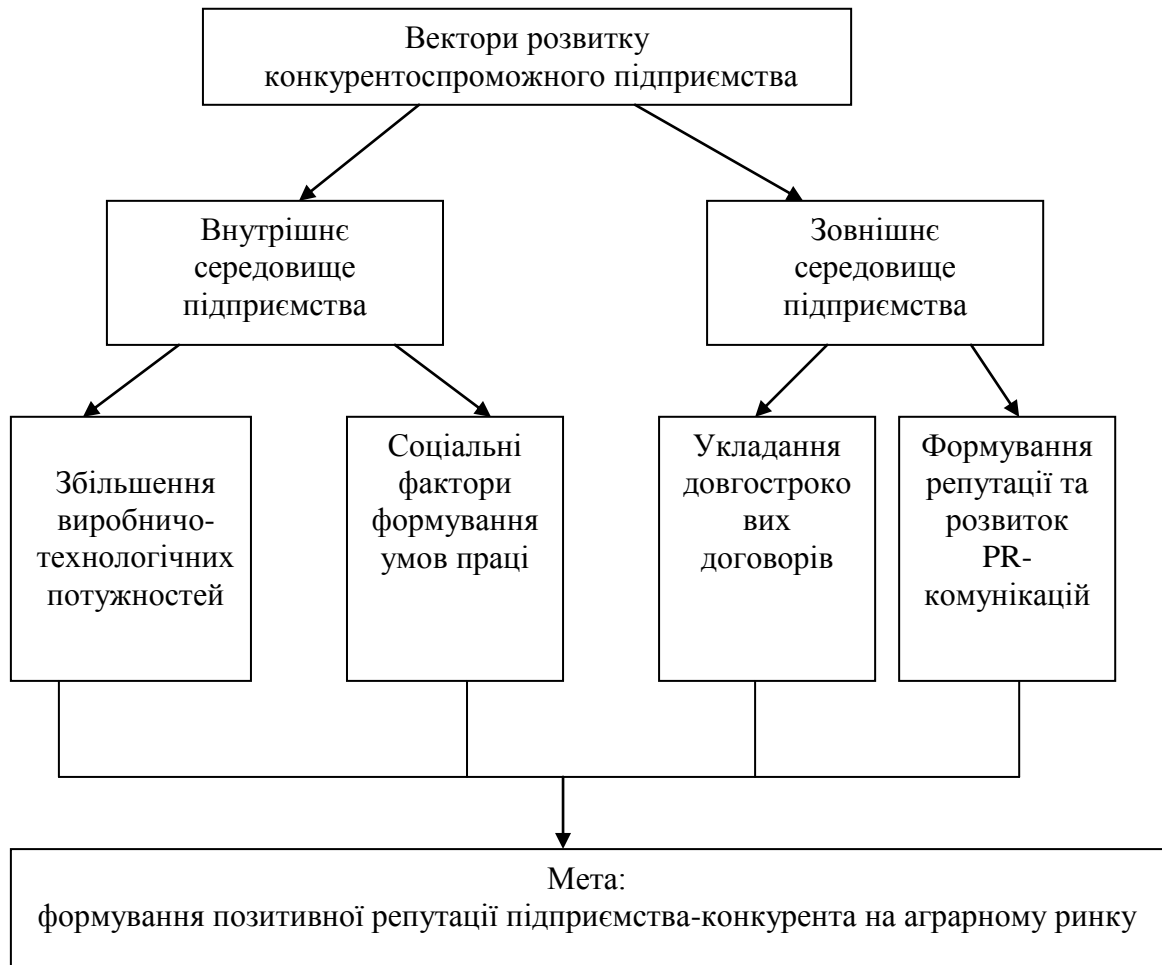 Вектори розвитку
конкурентоспроможного підприємства
Внутрішнє
середовище
підприємства
Зовнішнє
середовище
підприємства
Збільшення
виробничо-
технологічних
потужностей
Соціальні
фактори
формування
умов праці
Укладання
довгостроко
вих
договорів
Формування
репутації та
розвиток
PR-
комунікацій
Мета:
формування позитивної репутації підприємства-конкурента на аграрному ринку